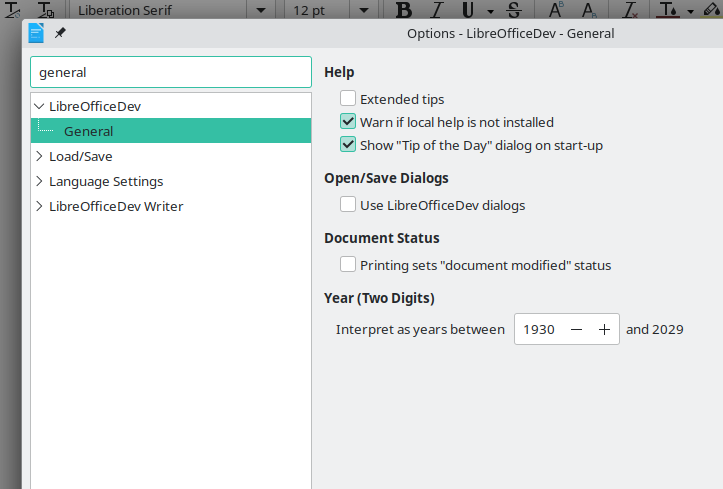 Liberation Serif
12 pt
B I U S
Options - LibreOfficeDev - General
general
LibreOfficeDev
General
Load/Save
Language Settings
LibreOfficeDev Writer
Help
Extended tips
Warn if local help is not installed
Show "Tip of the Day" dialog on start-up
Open/Save Dialogs
Use LibreOfficeDev dialogs
Document Status
Printing sets "document modified" status
Year (Two Digits)
Interpret as years between 1930 and 2029